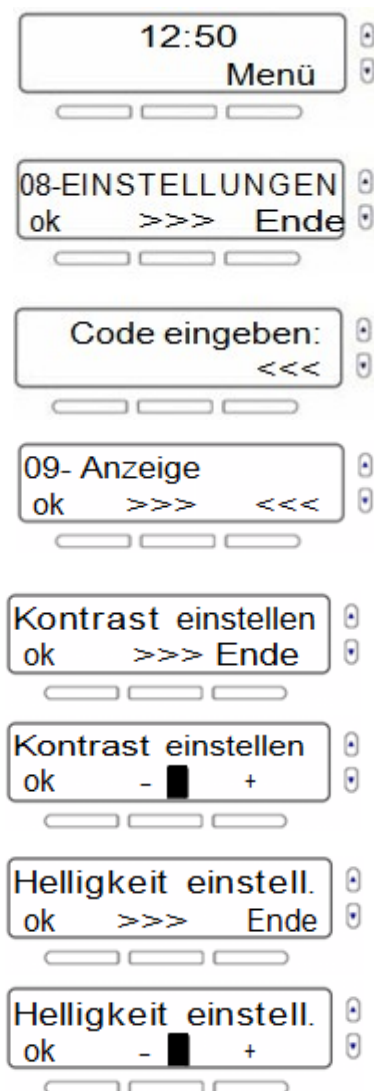 12:50
Menü
08-EINSTELLUNGEN
ok >>> Ende
Code eingeben:
<<<
09- Anzeige
ok >>> <<<
Kontrast einstellen
ok >>> Ende
Kontrast einstellen
ok - +
Helligkeit einstell.
ok >>> Ende
Helligkeit einstell.
ok - +